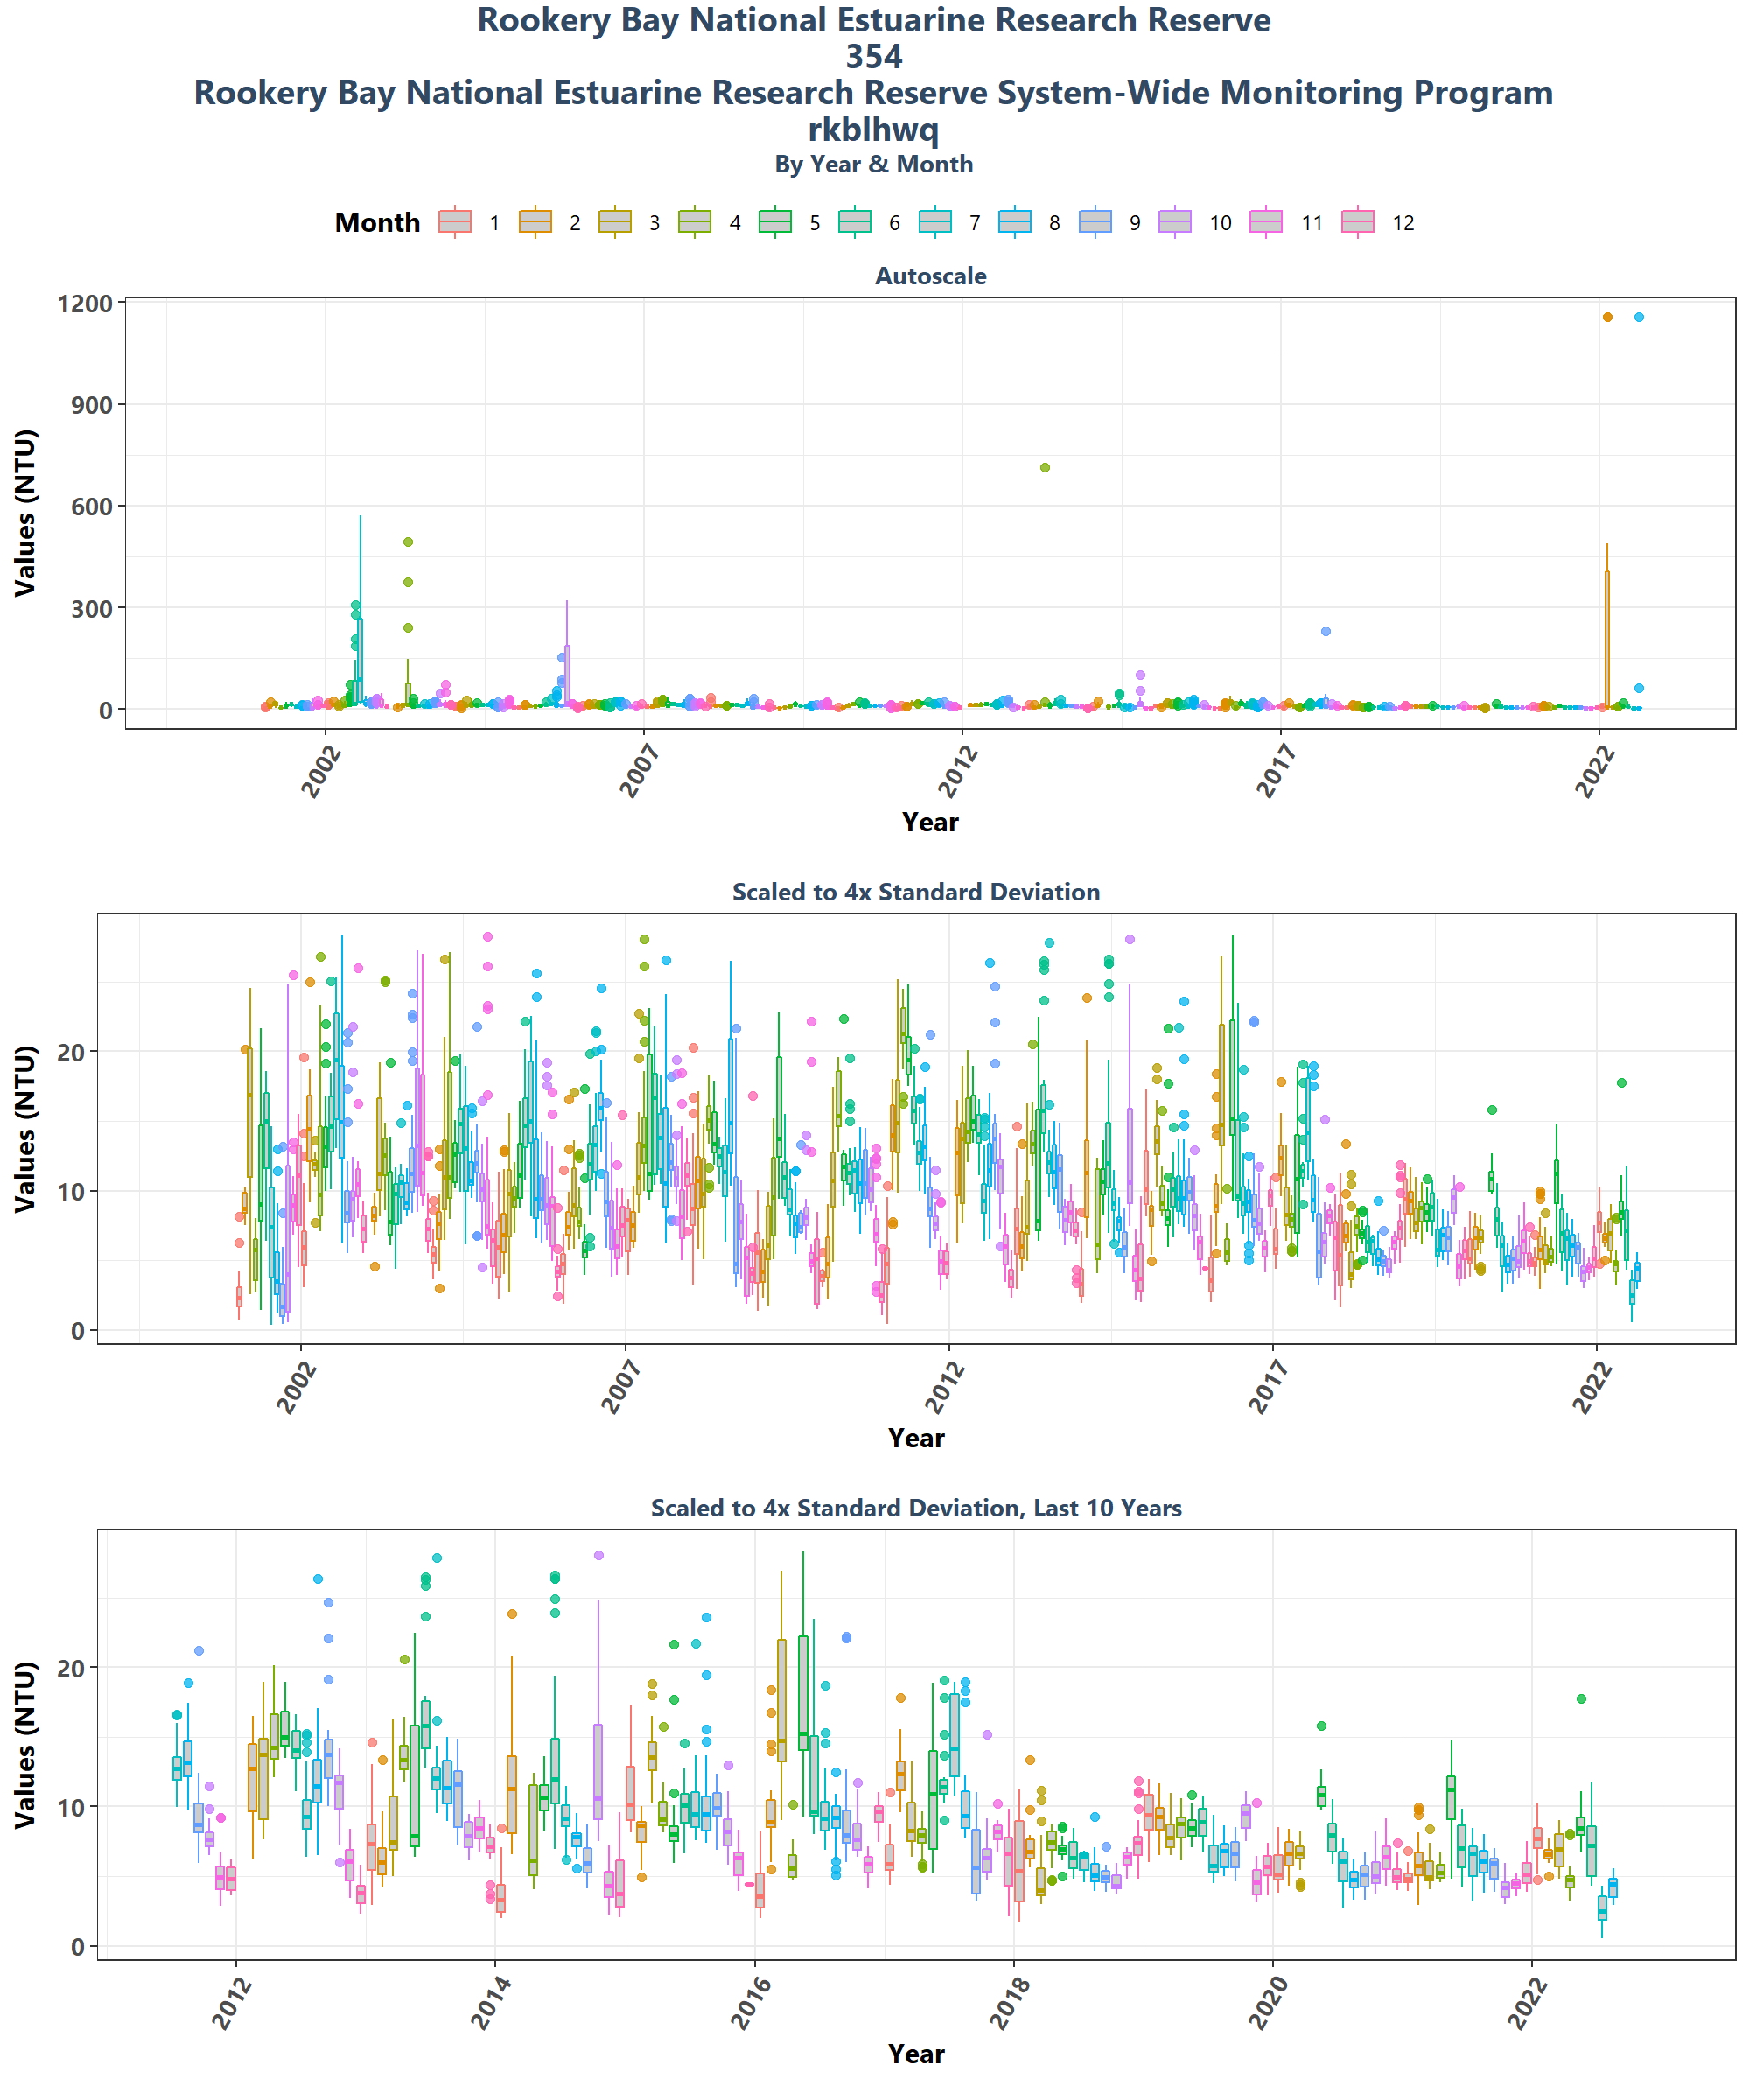 Rookery Bay National Estuarine Research Reserve
354
Rookery Bay National Estuarine Research Reserve System-Wide Monitoring Program
rkblhwq
By Year & Month
Month 1 2 3 4 5 6 7 8 9 10 11 12
Autoscale
1200
900
600
300
0
Values (NTU)
2002 2007 2012 2017 2022
Year
Scaled to 4x Standard Deviation
20
10
0
Values (NTU)
2002 2007 2012 2017 2022
Year
Scaled to 4x Standard Deviation, Last 10 Years
20
10
0
Values (NTU)
2012 2014 2016 2018 2020 2022
Year